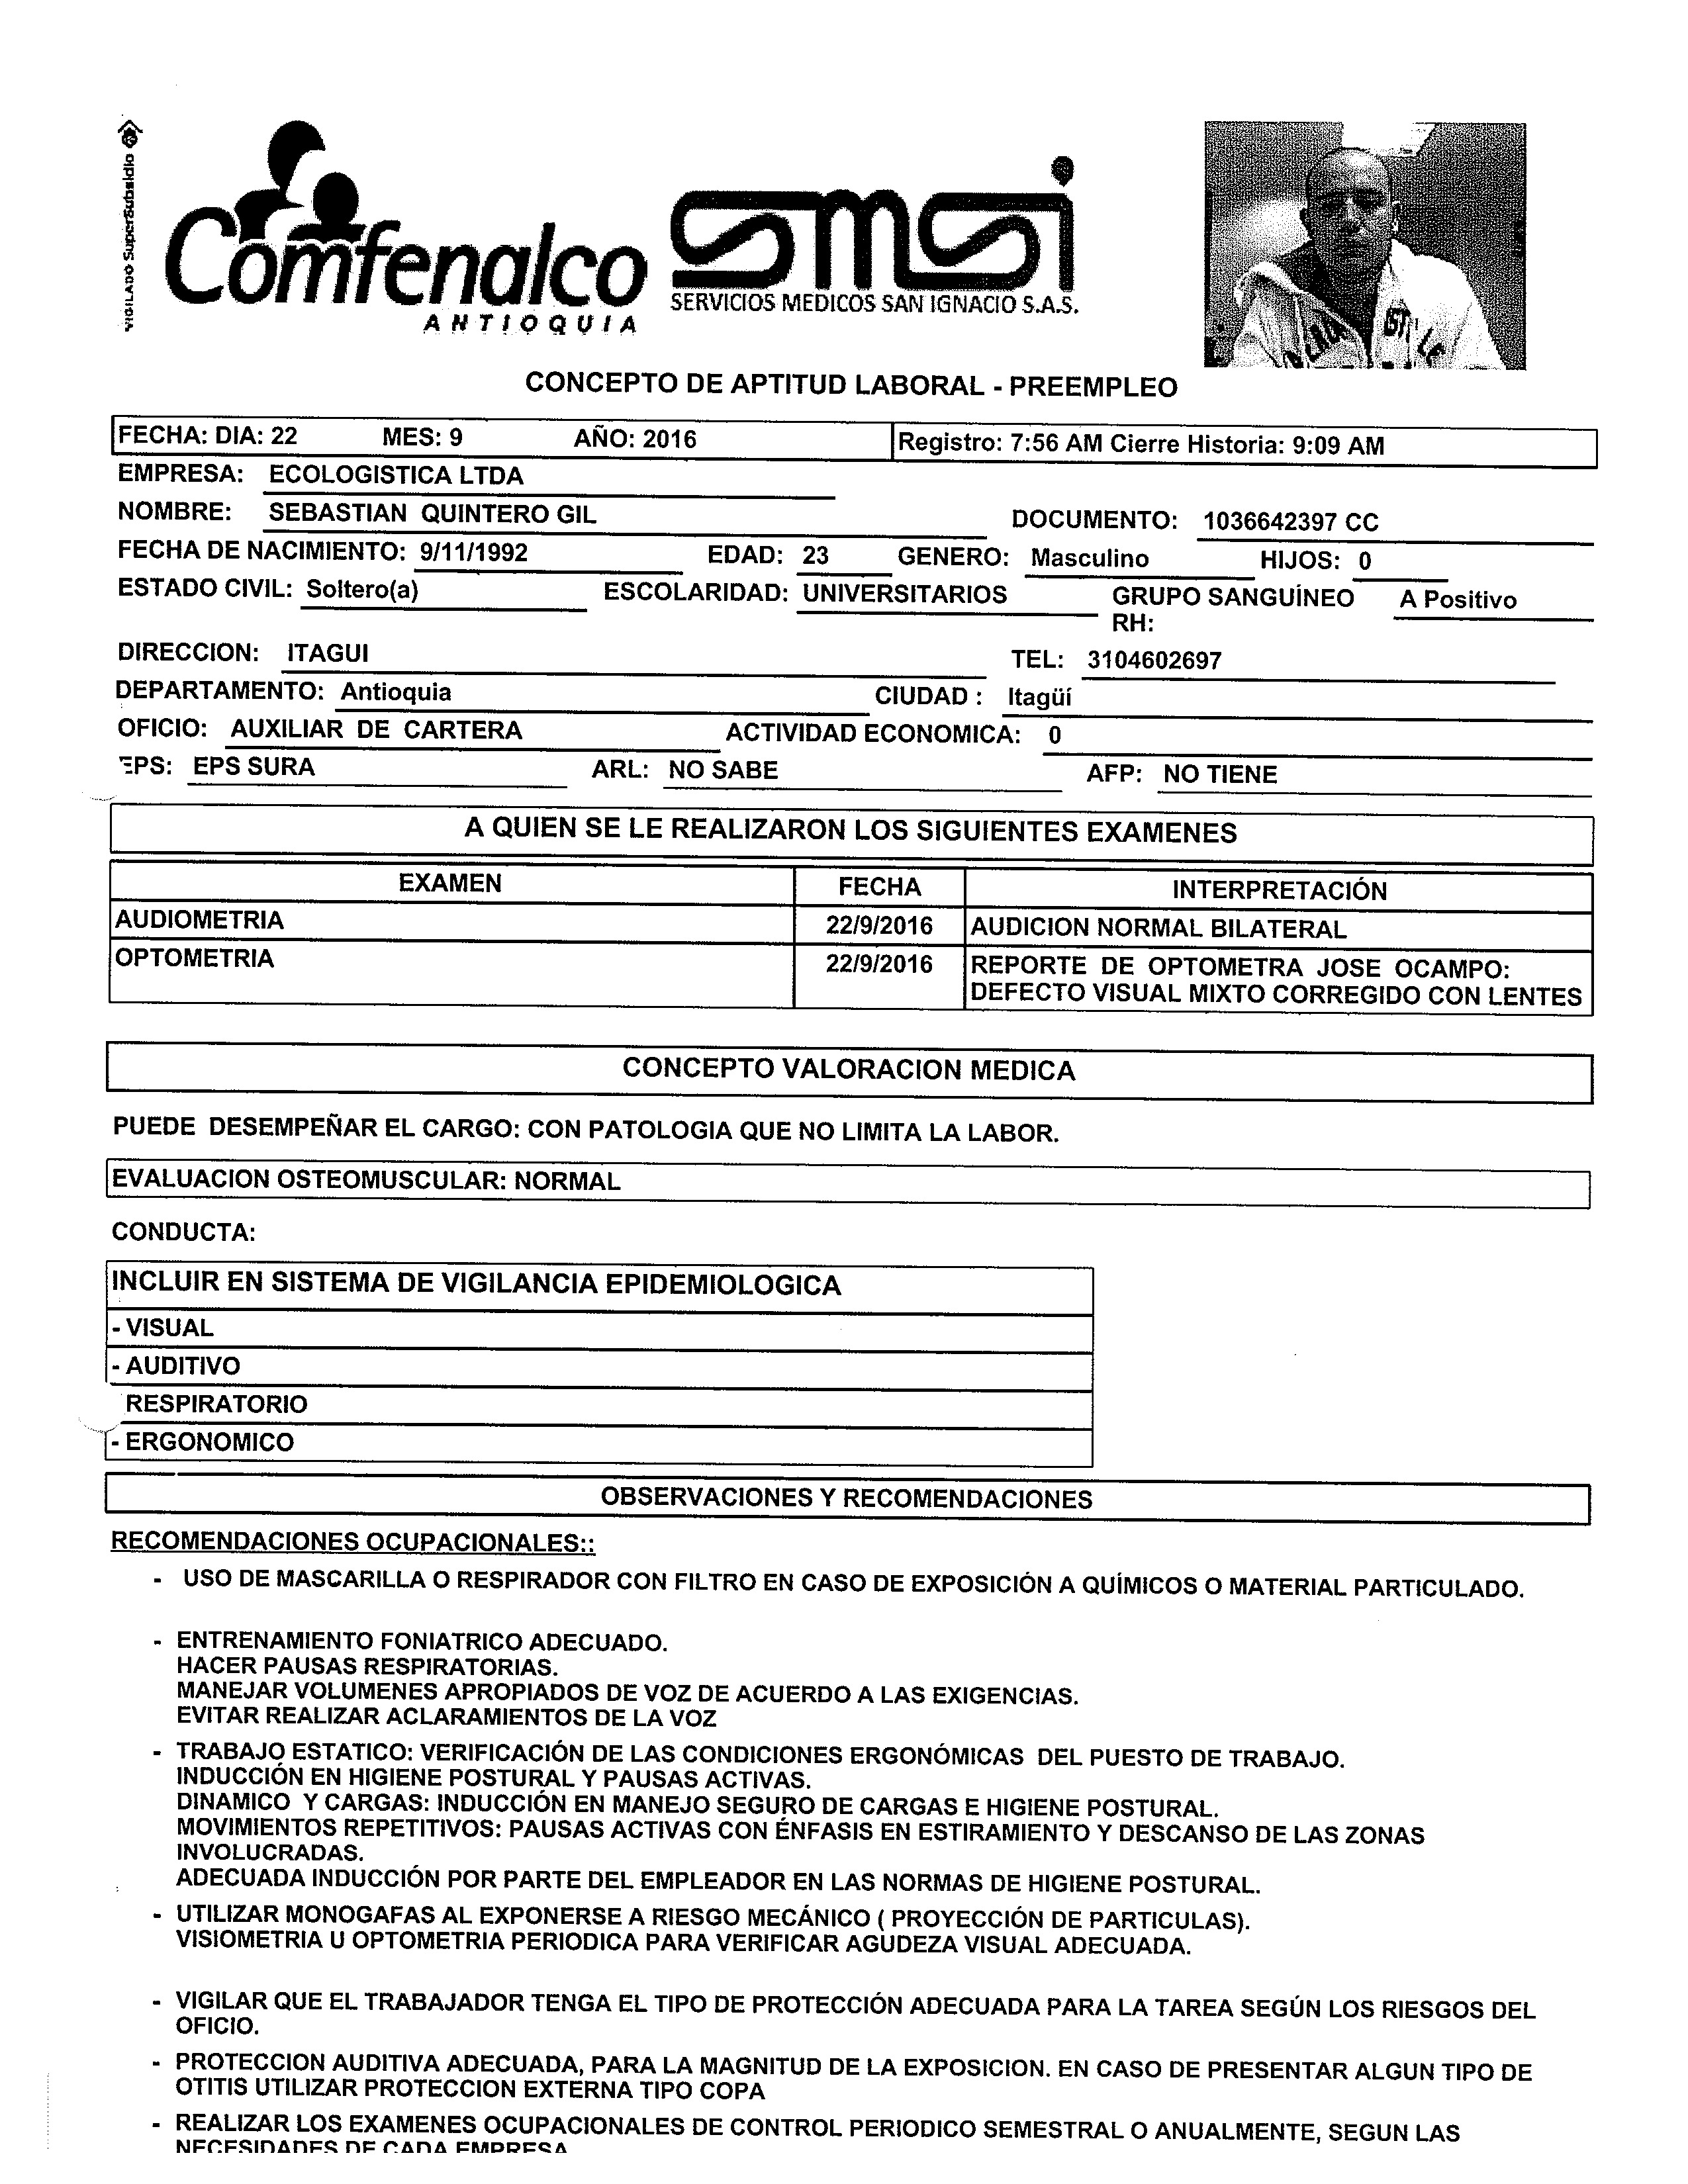 VIGILADO SuperSubsidio
Comfenalco
ANTIOQUIA
smsi
SERVICIOS MEDICOS SAN IGNACIO S.A.S.
CONCEPTO DE APTITUD LABORAL - PREEMPLEO
FECHA: DIA: 22 MES: 9 AÑO: 2016 Registro: 7:56 AM Cierre Historia: 9:09 AM
EMPRESA: ECOLOGISTICA LTDA
NOMBRE: SEBASTIAN QUINTERO GIL DOCUMENTO: 1036642397 CC
FECHA DE NACIMIENTO: 9/11/1992 EDAD: 23 GENERO: Masculino HIJOS: 0
ESTADO CIVIL: Soltero(a) ESCOLARIDAD: UNIVERSITARIOS GRUPO SANGUÍNEO A Positivo
RH:
DIRECCION: ITAGUI TEL: 3104602697
DEPARTAMENTO: Antioquia CIUDAD : Itagüí
OFICIO: AUXILIAR DE CARTERA ACTIVIDAD ECONOMICA: 0
EPS: EPS SURA ARL: NO SABE AFP: NO TIENE
A QUIEN SE LE REALIZARON LOS SIGUIENTES EXAMENES
EXAMEN FECHA INTERPRETACIÓN
AUDIOMETRIA 22/9/2016 AUDICION NORMAL BILATERAL
OPTOMETRIA 22/9/2016 REPORTE DE OPTOMETRA JOSE OCAMPO:
DEFECTO VISUAL MIXTO CORREGIDO CON LENTES
CONCEPTO VALORACION MEDICA
PUEDE DESEMPEÑAR EL CARGO: CON PATOLOGIA QUE NO LIMITA LA LABOR.
EVALUACION OSTEOMUSCULAR: NORMAL
CONDUCTA:
INCLUIR EN SISTEMA DE VIGILANCIA EPIDEMIOLOGICA
- VISUAL
- AUDITIVO
RESPIRATORIO
- ERGONOMICO
OBSERVACIONES Y RECOMENDACIONES
RECOMENDACIONES OCUPACIONALES::
- USO DE MASCARILLA O RESPIRADOR CON FILTRO EN CASO DE EXPOSICIÓN A QUÍMICOS O MATERIAL PARTICULADO.
- ENTRENAMIENTO FONIATRICO ADECUADO.
HACER PAUSAS RESPIRATORIAS.
MANEJAR VOLUMENES APROPIADOS DE VOZ DE ACUERDO A LAS EXIGENCIAS.
EVITAR REALIZAR ACLARAMIENTOS DE LA VOZ
- TRABAJO ESTATICO: VERIFICACIÓN DE LAS CONDICIONES ERGONÓMICAS DEL PUESTO DE TRABAJO.
INDUCCIÓN EN HIGIENE POSTURAL Y PAUSAS ACTIVAS.
DINAMICO Y CARGAS: INDUCCIÓN EN MANEJO SEGURO DE CARGAS E HIGIENE POSTURAL.
MOVIMIENTOS REPETITIVOS: PAUSAS ACTIVAS CON ÉNFASIS EN ESTIRAMIENTO Y DESCANSO DE LAS ZONAS
INVOLUCRADAS.
ADECUADA INDUCCIÓN POR PARTE DEL EMPLEADOR EN LAS NORMAS DE HIGIENE POSTURAL.
- UTILIZAR MONOGAFAS AL EXPONERSE A RIESGO MECÁNICO ( PROYECCIÓN DE PARTICULAS).
VISIOMETRIA U OPTOMETRIA PERIODICA PARA VERIFICAR AGUDEZA VISUAL ADECUADA.
- VIGILAR QUE EL TRABAJADOR TENGA EL TIPO DE PROTECCIÓN ADECUADA PARA LA TAREA SEGÚN LOS RIESGOS DEL
OFICIO.
- PROTECCION AUDITIVA ADECUADA, PARA LA MAGNITUD DE LA EXPOSICION. EN CASO DE PRESENTAR ALGUN TIPO DE
OTITIS UTILIZAR PROTECCION EXTERNA TIPO COPA
- REALIZAR LOS EXAMENES OCUPACIONALES DE CONTROL PERIODICO SEMESTRAL O ANUALMENTE, SEGUN LAS
NECESIDADES DE CADA EMPRESA